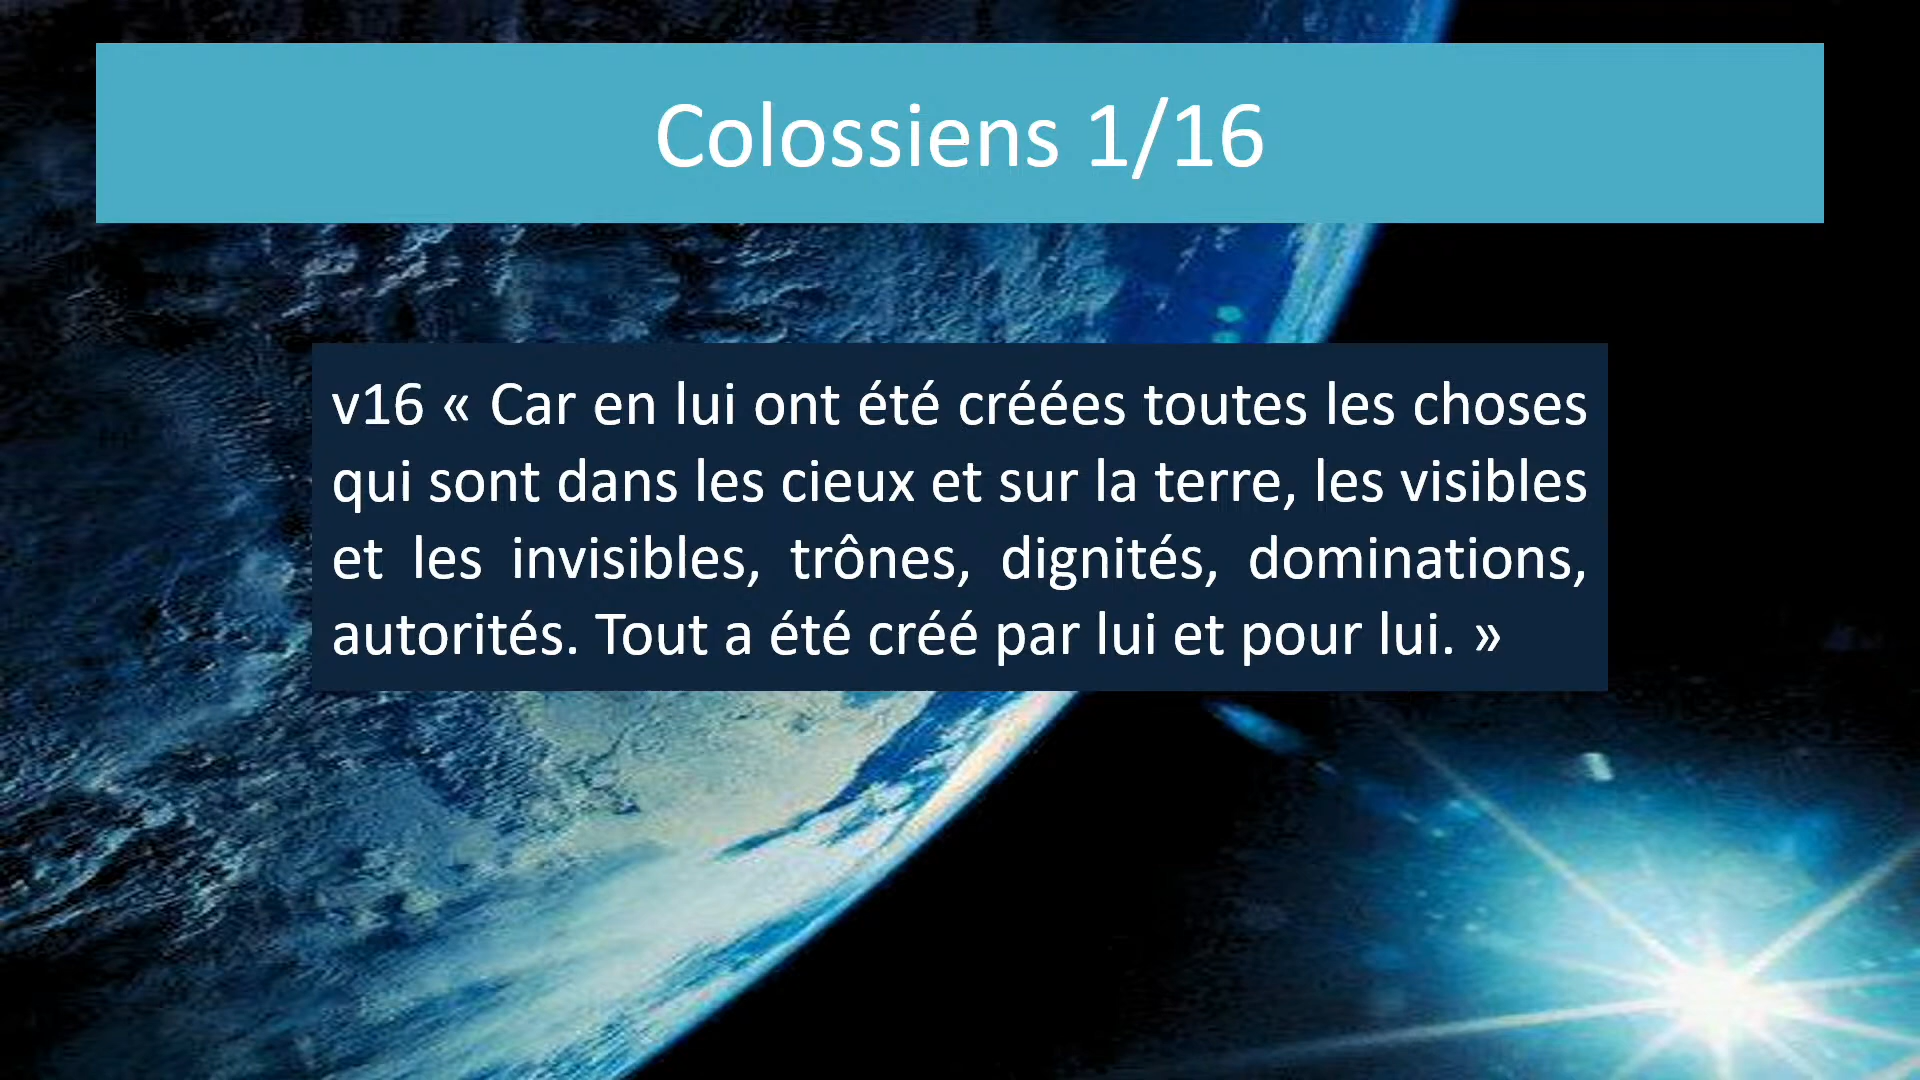 Colossiens 1/16
v16 « Car en lui ont été créées toutes les choses
qui sont dans les cieux et sur la terre, les visibles
et les invisibles, trônes, dignités, dominations,
autorités. Tout a été créé par lui et pour lui. »